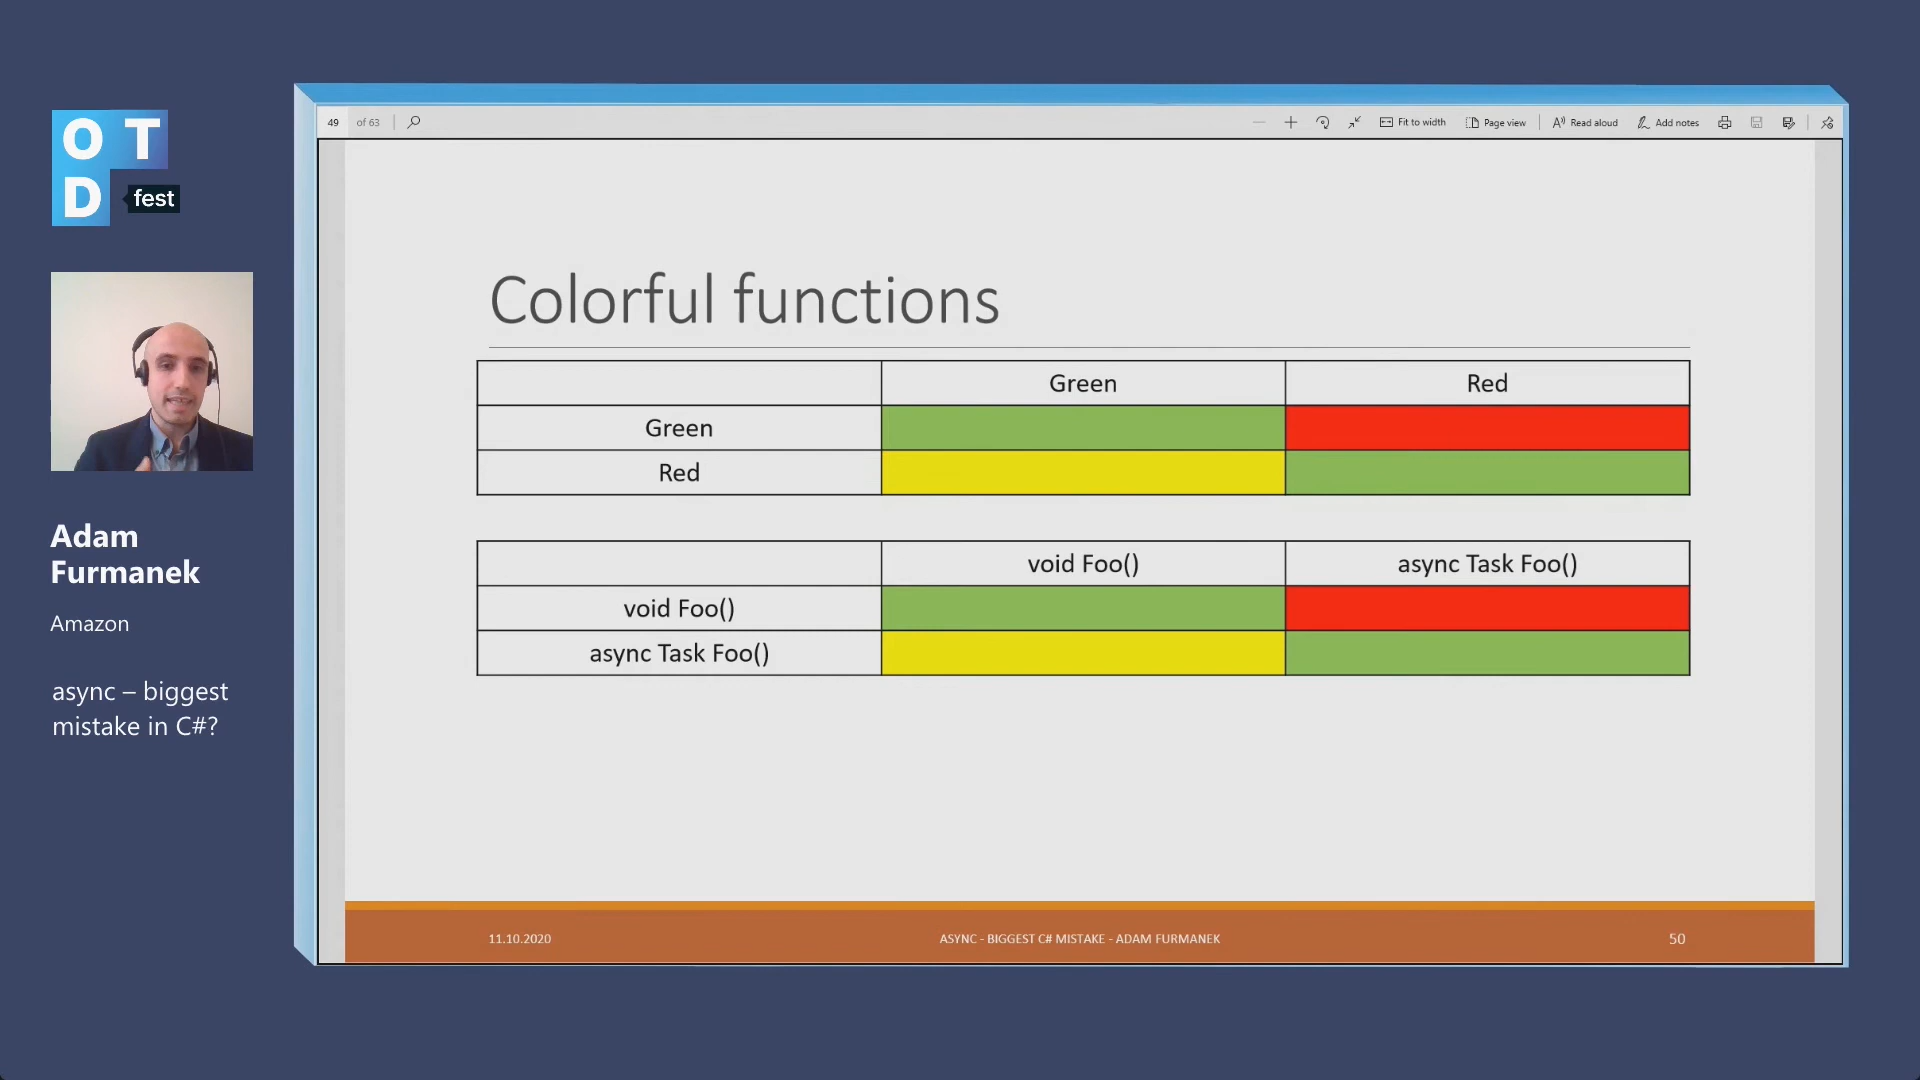 O T
D fest
Adam
Furmanek
Amazon
async – biggest
mistake in C#?
49 of 63
Fit to width
Page view
Read aloud
Add notes
Colorful functions
Green Red
Green
Red
void Foo() async Task Foo()
void Foo()
async Task Foo()
11.10.2020 ASYNC - BIGGEST C# MISTAKE - ADAM FURMANEK 50